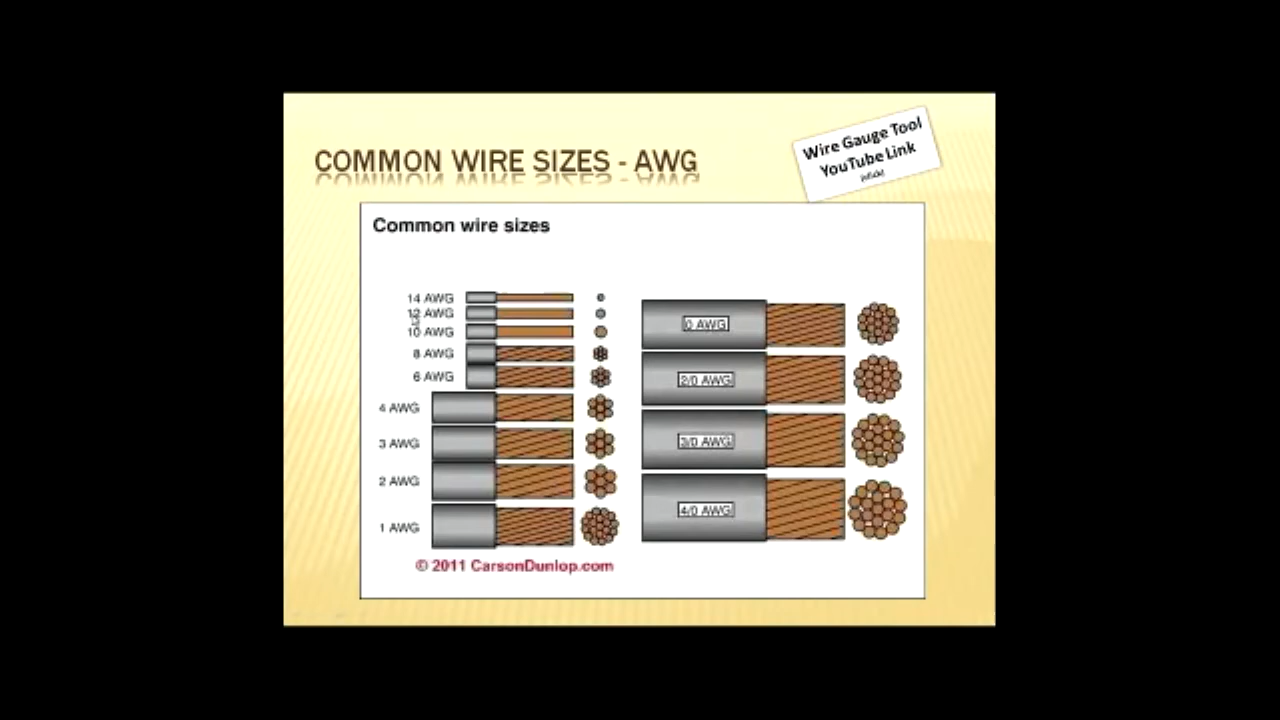 COMMON WIRE SIZES - AWG
Wire Gauge Tool
YouTube Link
Common wire sizes
14 AWG
12 AWG
10 AWG
8 AWG
6 AWG
4 AWG
3 AWG
2 AWG
1 AWG
0 AWG
2/0 AWG
3/0 AWG
4/0 AWG
© 2011 CarsonDunlop.com